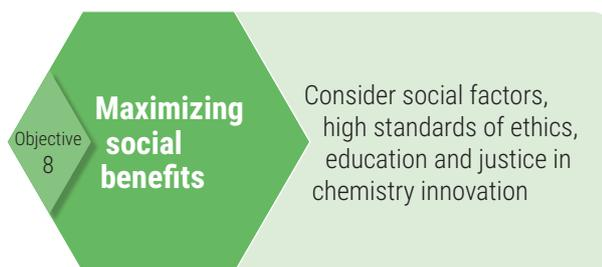 Objective
8
Maximizing
social
benefits
Consider social factors,
high standards of ethics,
education and justice in
chemistry innovation